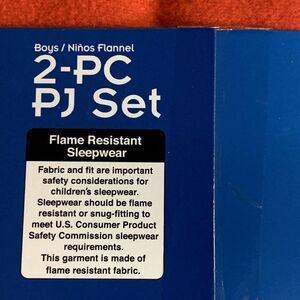 Boys / Niños Flannel
2-PC
PJ Set
Flame Resistant
Sleepwear
Fabric and fit are important
safety considerations for
children's sleepwear.
Sleepwear should be flame
resistant or snug-fitting to
meet U.S. Consumer Product
Safety Commission sleepwear
requirements.
This garment is made of
flame resistant fabric.